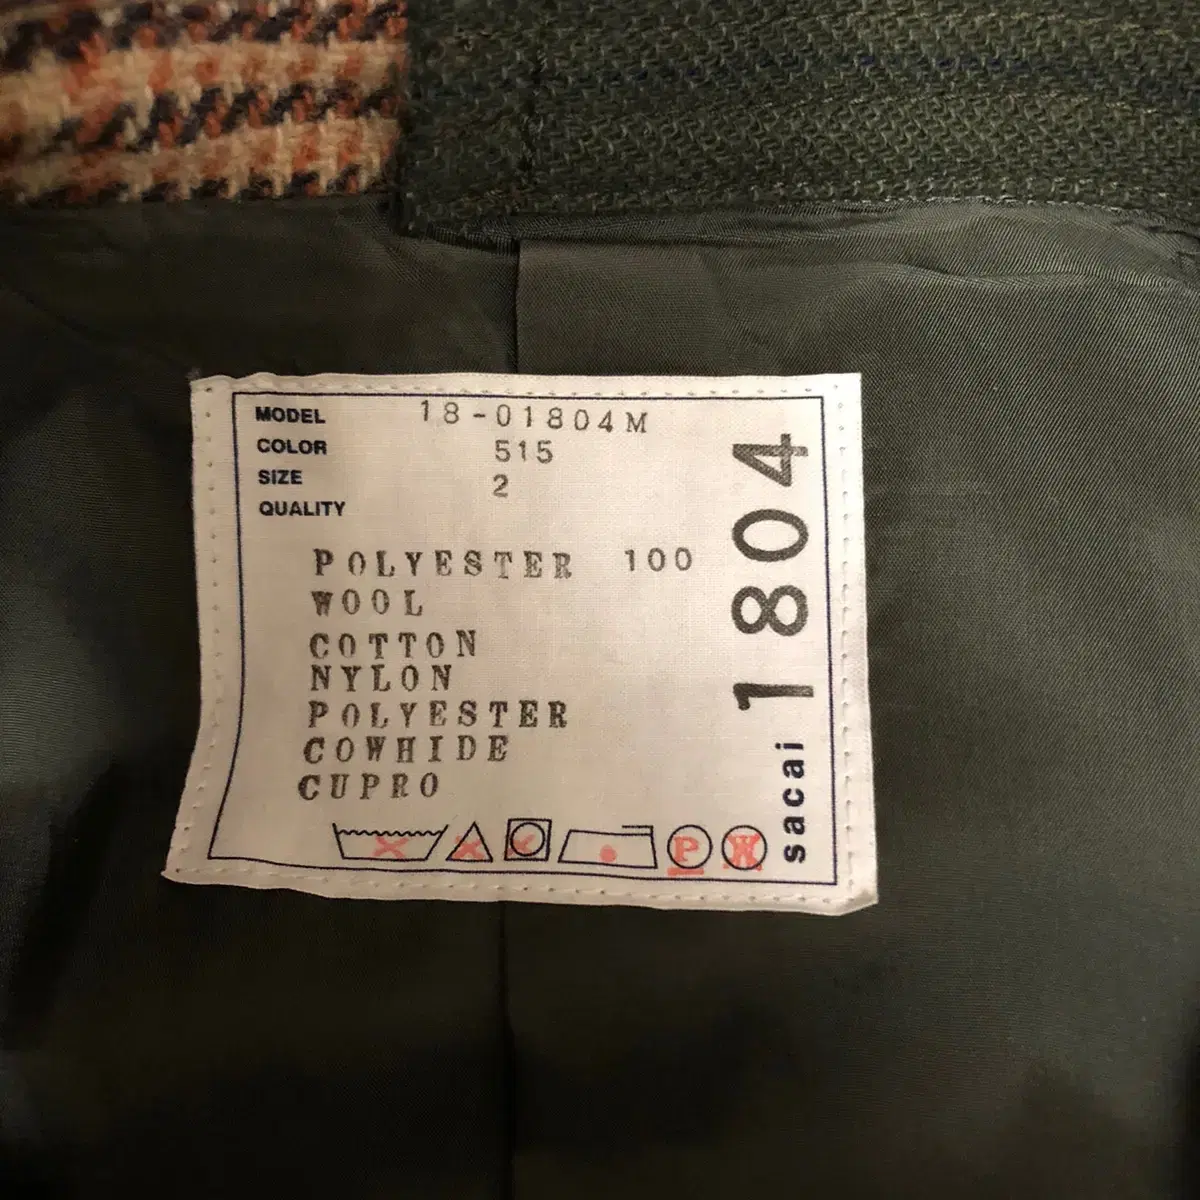 MODEL 18-01804M
COLOR 515
SIZE 2
QUALITY
POLYESTER 100
WOOL
COTTON
NYLON
POLYESTER
COWHIDE
CUPRO
P W
sacai 1804